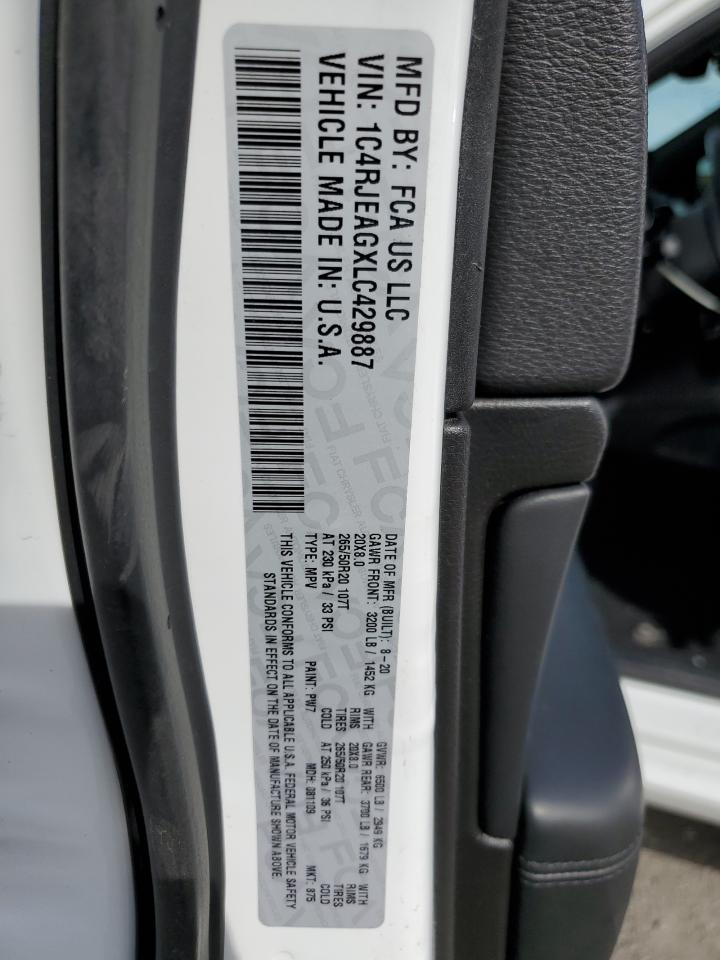 MFD BY: FCA US LLC
VIN: 1C4RJEAGXLC429887
VEHICLE MADE IN: U.S.A.
DATE OF MFR (BUILT): 8-20 GVWR: 6500 LB / 2949 KG
GAWR FRONT: 3200 LB / 1452 KG WITH GAWR REAR: 3700 LB / 1679 KG WITH
20X8.0 RIMS 20X8.0 RIMS
265/50R20 107T TIRES 265/50R20 107T TIRES
AT 230 kPa / 33 PSI COLD AT 250 kPa / 36 PSI COLD
TYPE: MPV PAINT: PW7 MDH: 081109 MKT: 875
THIS VEHICLE CONFORMS TO ALL APPLICABLE U.S.A. FEDERAL MOTOR VEHICLE SAFETY
STANDARDS IN EFFECT ON THE DATE OF MANUFACTURE SHOWN ABOVE.